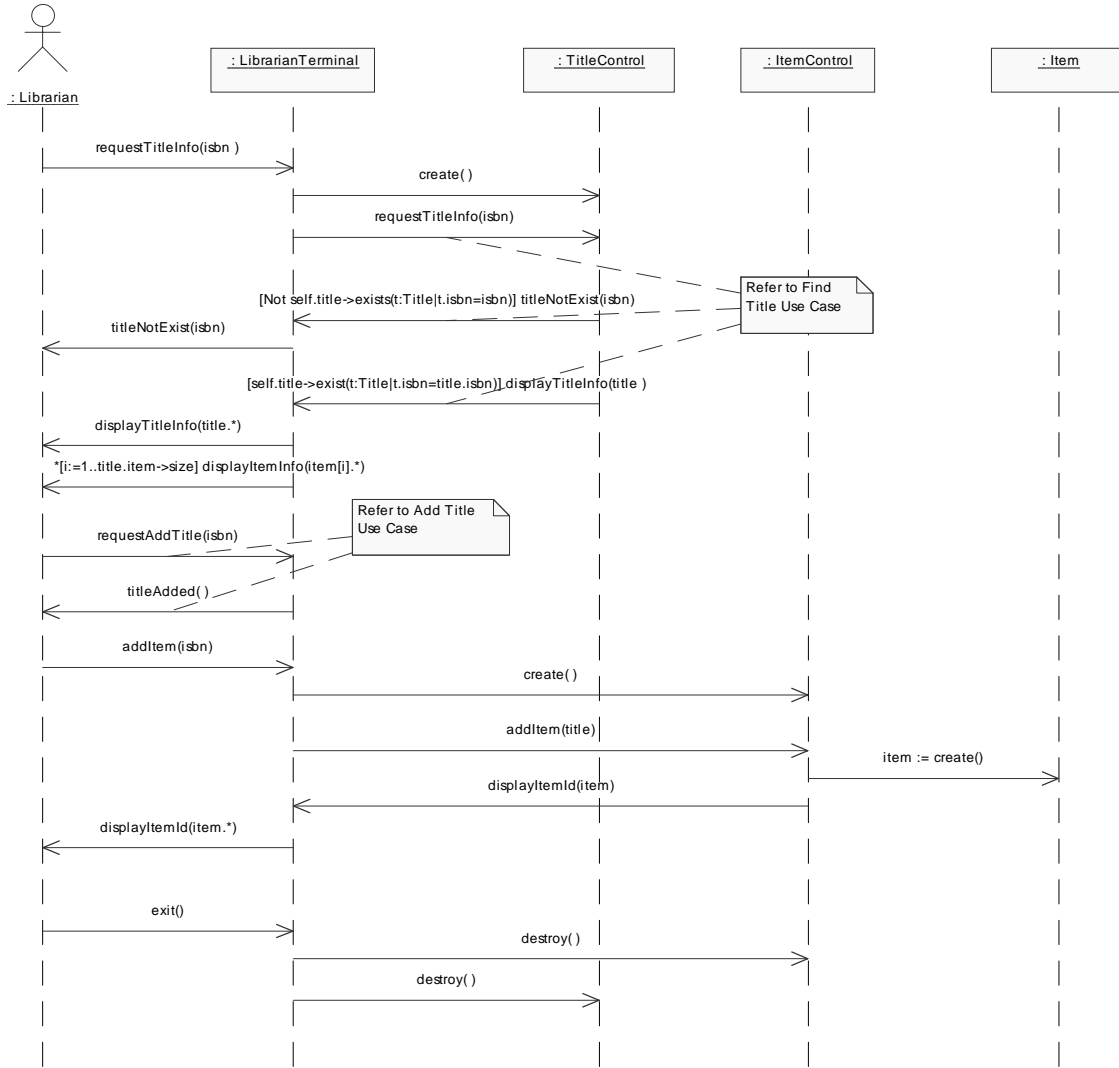 : Librarian
: LibrarianTerminal
: TitleControl
: ItemControl
: Item
requestTitleInfo(isbn )
create( )
requestTitleInfo(isbn)
Refer to Find
Title Use Case
[Not self.title->exists(t:Title|t.isbn=isbn)] titleNotExist(isbn)
titleNotExist(isbn)
[self.title->exist(t:Title|t.isbn=title.isbn)] displayTitleInfo(title )
displayTitleInfo(title.*)
*[i:=1..title.item->size] displayItemInfo(item[i].*)
Refer to Add Title
Use Case
requestAddTitle(isbn)
titleAdded( )
addItem(isbn)
create( )
addItem(title)
item := create()
displayItemId(item)
displayItemId(item.*)
exit()
destroy( )
destroy( )